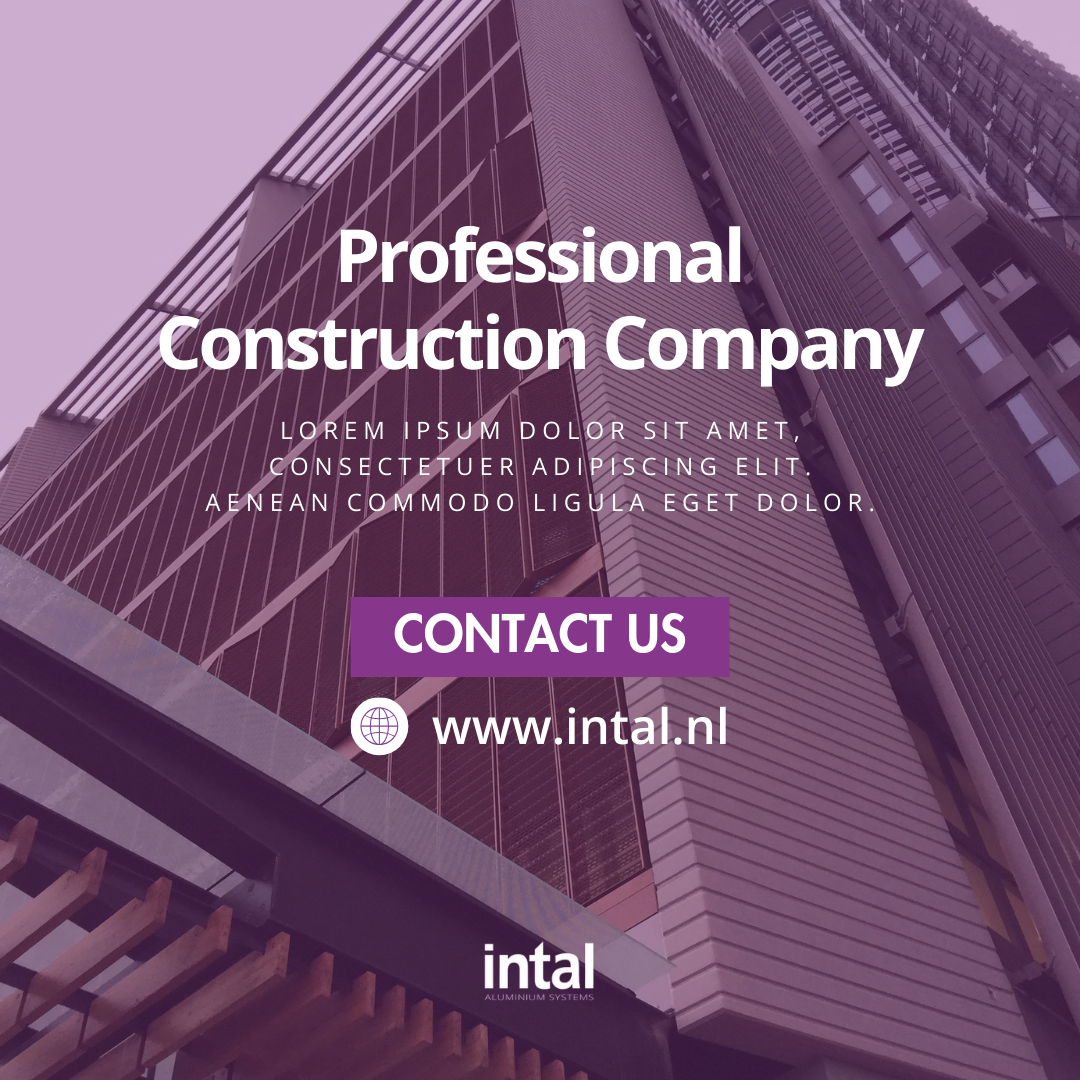 Professional
Construction Company
LOREM IPSUM DOLOR SIT AMET,
CONSECTETUER ADIPISCING ELIT.
AENEAN COMMODO LIGULA EGET DOLOR.
CONTACT US
www.intal.nl
intal
ALUMINIUM SYSTEMS